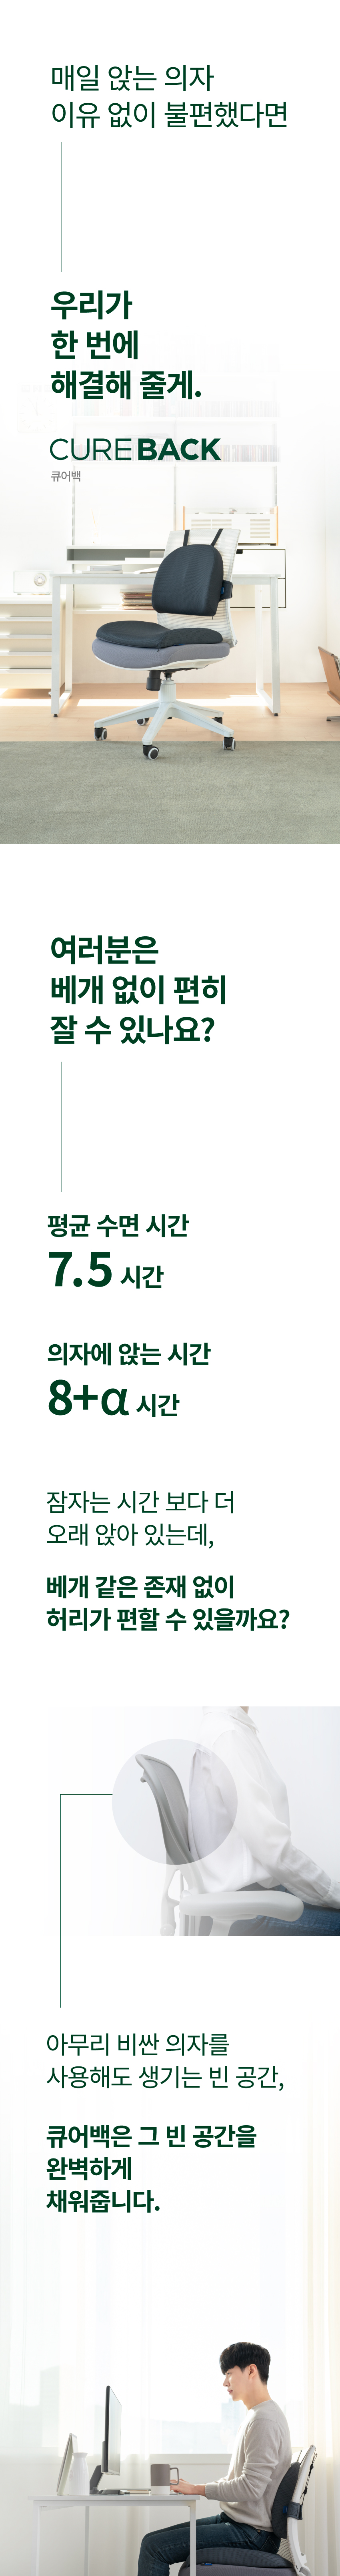 매일 앉는 의자
이유 없이 불편했다면
우리가
한 번에
해결해 줄게.
CUREBACK
큐어백
여러분은
베개 없이 편히
잘 수 있나요?
평균 수면 시간
7.5 시간
의자에 앉는 시간
8+α 시간
잠자는 시간 보다 더
오래 앉아 있는데,
베개 같은 존재 없이
허리가 편할 수 있을까요?
아무리 비싼 의자를
사용해도 생기는 빈 공간,
큐어백은 그 빈 공간을
완벽하게
채워줍니다.